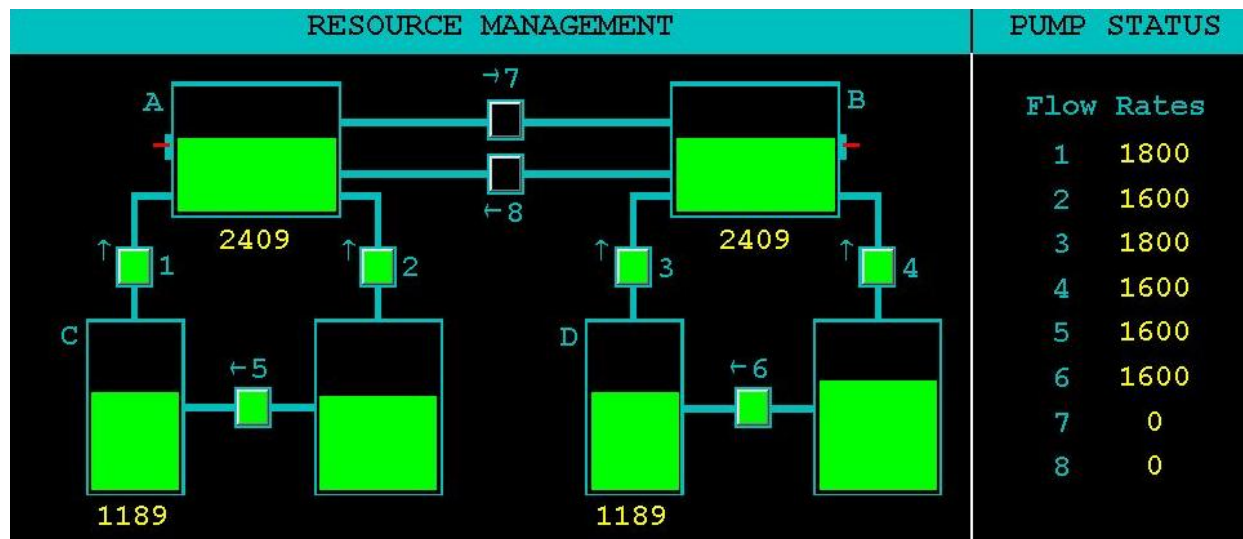 RESOURCE MANAGEMENT
PUMP STATUS
→7
A
B
←8
2409
2409
↑ 1
↑ 2
↑ 3
↑ 4
C
D
←5
←6
1189
1189
Flow Rates
1 1800
2 1600
3 1800
4 1600
5 1600
6 1600
7 0
8 0